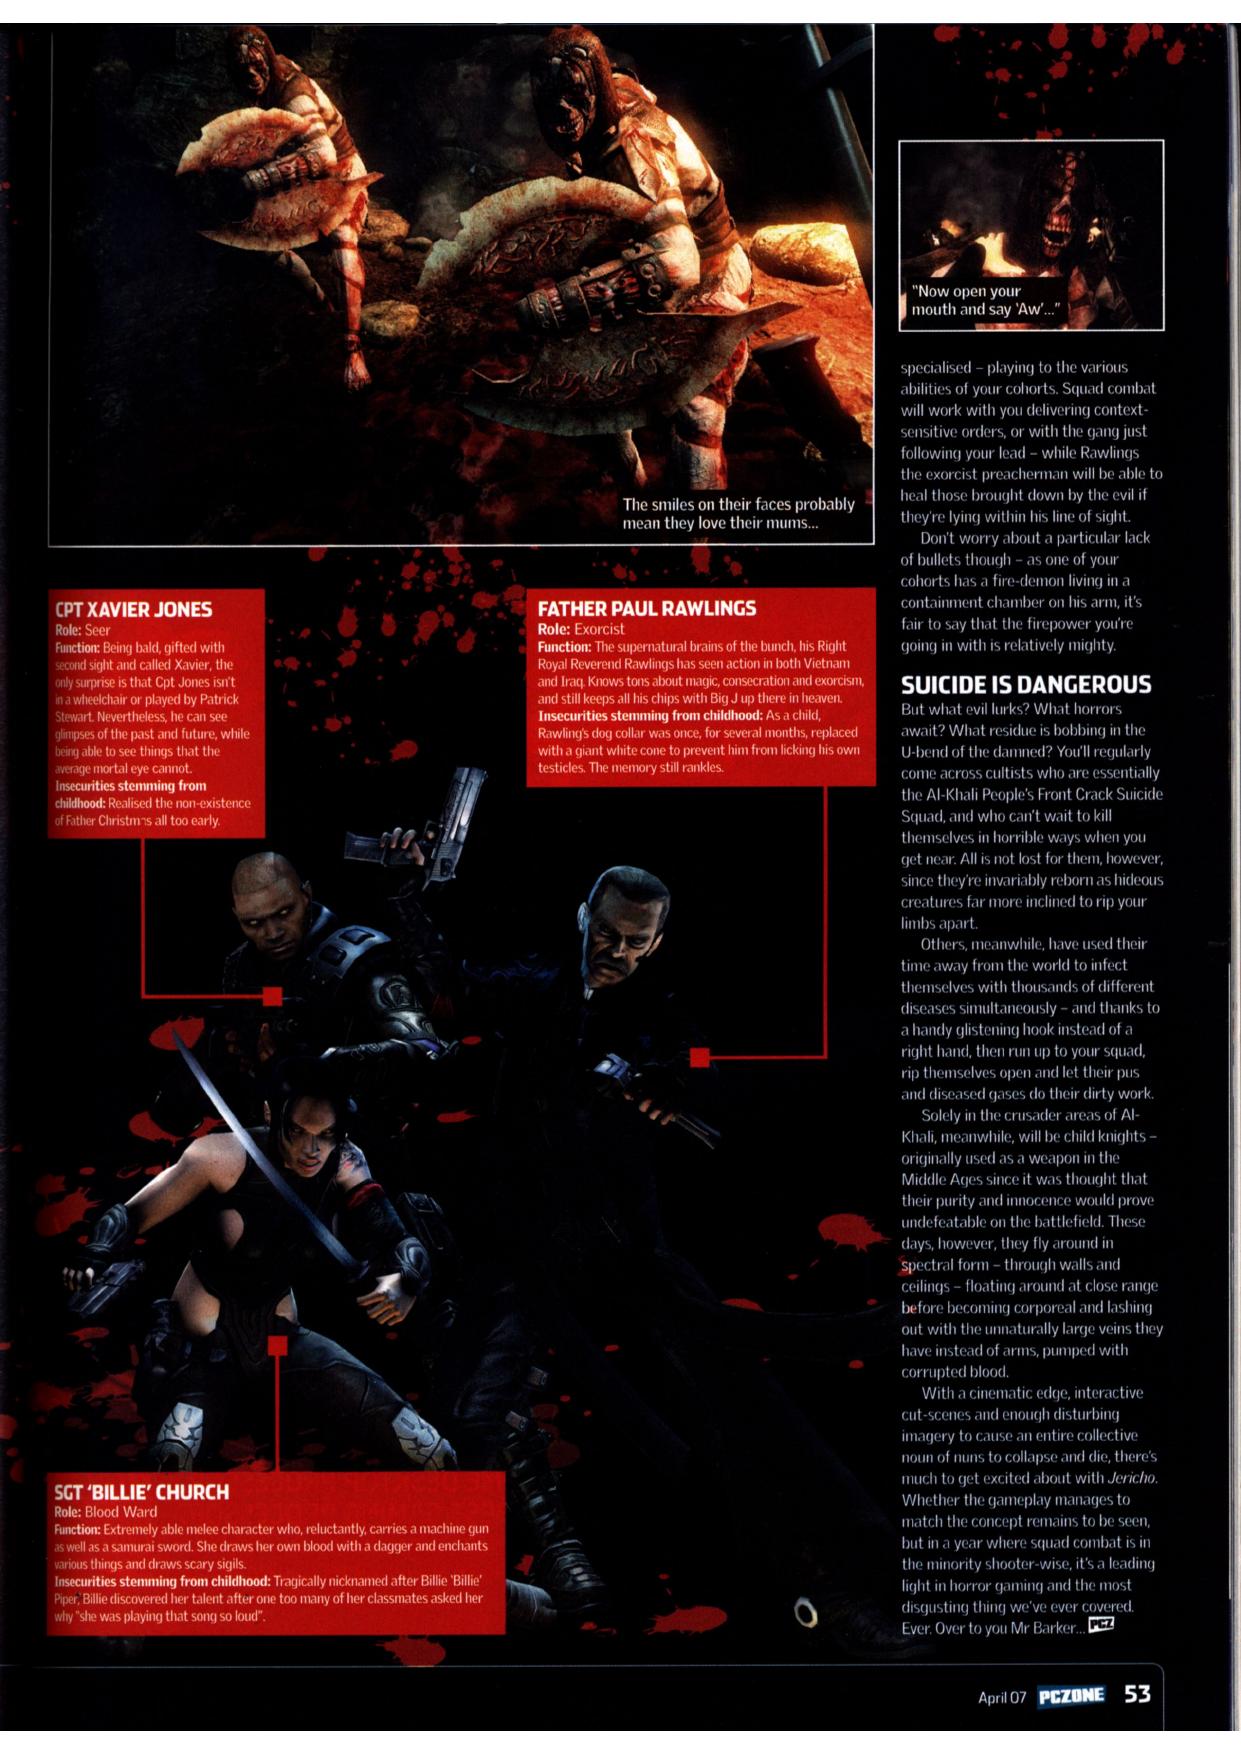 "Now open your
mouth and say 'Aw'..."
The smiles on their faces probably
mean they love their mums...
CPT XAVIER JONES
Role: Seer
Function: Being bald, gifted with
second sight and called Xavier, the
only surprise is that Cpt Jones isn't
in a wheelchair or played by Patrick
Stewart. Nevertheless, he can see
glimpses of the past and future, while
being able to see things that the
average mortal eye cannot.
Insecurities stemming from
childhood: Realised the non-existence
of Father Christmas all too early.
FATHER PAUL RAWLINGS
Role: Exorcist
Function: The supernatural brains of the bunch, his Right
Royal Reverend Rawlings has seen action in both Vietnam
and Iraq. Knows tons about magic, consecration and exorcism,
and still keeps all his chips with Big J up there in heaven.
Insecurities stemming from childhood: As a child,
Rawling's dog collar was once, for several months, replaced
with a giant white cone to prevent him from licking his own
testicles. The memory still rankles.
SGT 'BILLIE' CHURCH
Role: Blood Ward
Function: Extremely able melee character who, reluctantly, carries a machine gun
as well as a samurai sword. She draws her own blood with a dagger and enchants
various things and draws scary sigils.
Insecurities stemming from childhood: Tragically nicknamed after Billie 'Billie'
Piper, Billie discovered her talent after one too many of her classmates asked her
why "she was playing that song so loud".
specialised – playing to the various
abilities of your cohorts. Squad combat
will work with you delivering context-
sensitive orders, or with the gang just
following your lead – while Rawlings
the exorcist preacherman will be able to
heal those brought down by the evil if
they're lying within his line of sight.
Don't worry about a particular lack
of bullets though – as one of your
cohorts has a fire-demon living in a
containment chamber on his arm, it's
fair to say that the firepower you're
going in with is relatively mighty.
SUICIDE IS DANGEROUS
But what evil lurks? What horrors
await? What residue is bobbing in the
U-bend of the damned? You'll regularly
come across cultists who are essentially
the Al-Khali People's Front Crack Suicide
Squad, and who can't wait to kill
themselves in horrible ways when you
get near. All is not lost for them, however,
since they're invariably reborn as hideous
creatures far more inclined to rip your
limbs apart.
Others, meanwhile, have used their
time away from the world to infect
themselves with thousands of different
diseases simultaneously – and thanks to
a handy glistening hook instead of a
right hand, then run up to your squad,
rip themselves open and let their pus
and diseased gases do their dirty work.
Solely in the crusader areas of Al-
Khali, meanwhile, will be child knights –
originally used as a weapon in the
Middle Ages since it was thought that
their purity and innocence would prove
undefeatable on the battlefield. These
days, however, they fly around in
spectral form – through walls and
ceilings – floating around at close range
before becoming corporeal and lashing
out with the unnaturally large veins they
have instead of arms, pumped with
corrupted blood.
With a cinematic edge, interactive
cut-scenes and enough disturbing
imagery to cause an entire collective
noun of nuns to collapse and die, there's
much to get excited about with Jericho.
Whether the gameplay manages to
match the concept remains to be seen,
but in a year where squad combat is in
the minority shooter-wise, it's a leading
light in horror gaming and the most
disgusting thing we've ever covered.
Ever. Over to you Mr Barker... PCZ
April 07 PCZONE 53